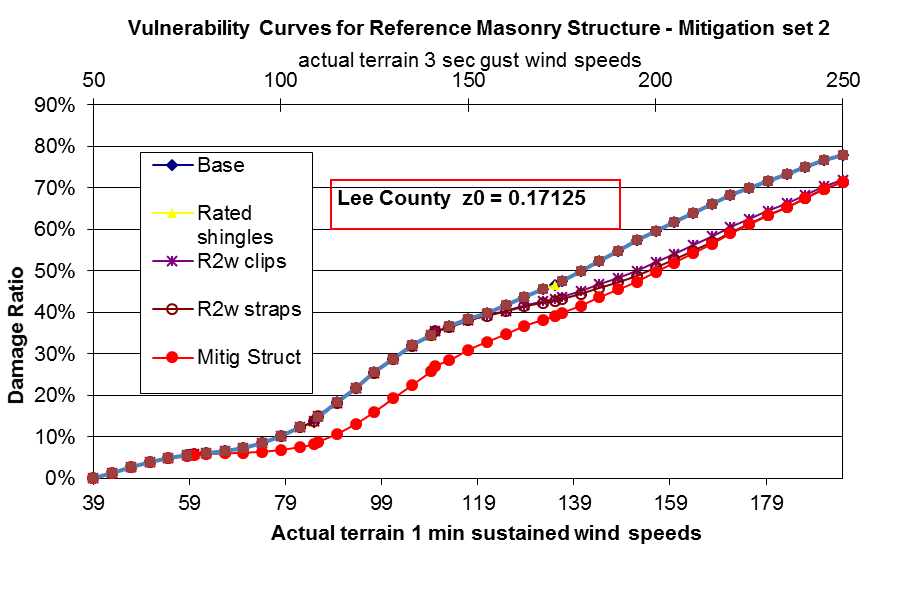 Vulnerability Curves for Reference Masonry Structure - Mitigation set 2
actual terrain 3 sec gust wind speeds
50 100 150 200 250
90%
80%
70%
60%
50%
40%
30%
20%
10%
0%
Damage Ratio
Base
Rated
shingles
R2w clips
R2w straps
Mitig Struct
Lee County z0 = 0.17125
39 59 79 99 119 139 159 179
Actual terrain 1 min sustained wind speeds